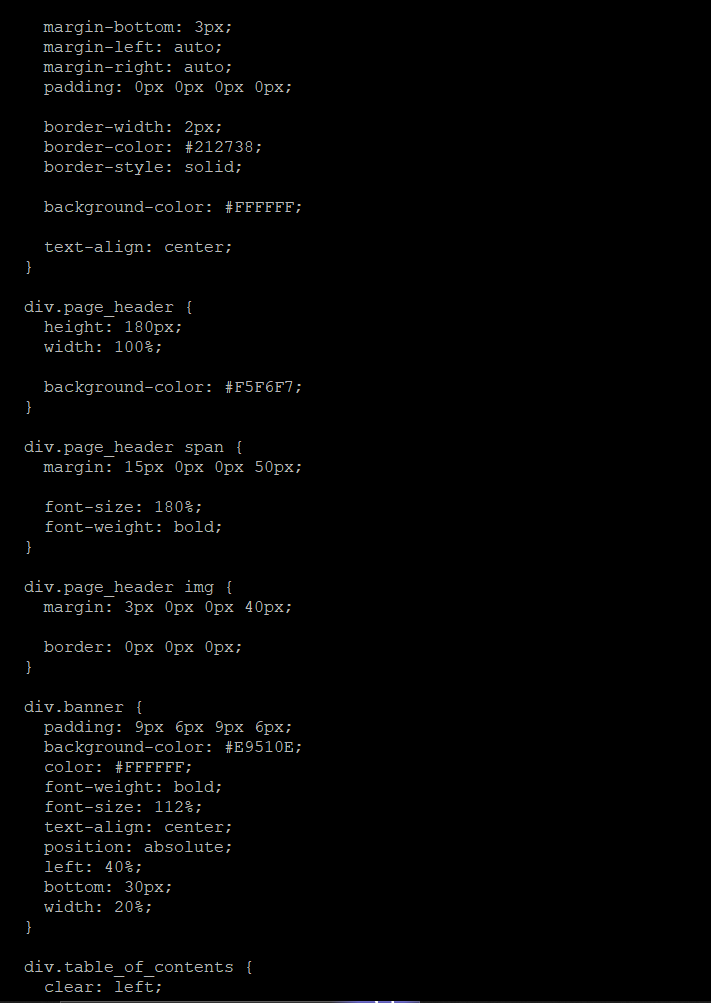 margin-bottom: 3px;
margin-left: auto;
margin-right: auto;
padding: 0px 0px 0px 0px;
border-width: 2px;
border-color: #212738;
border-style: solid;
background-color: #FFFFFF;
text-align: center;
}
div.page_header {
height: 180px;
width: 100%;
background-color: #F5F6F7;
}
div.page_header span {
margin: 15px 0px 0px 50px;
font-size: 180%;
font-weight: bold;
}
div.page_header img {
margin: 3px 0px 0px 40px;
border: 0px 0px 0px;
}
div.banner {
padding: 9px 6px 9px 6px;
background-color: #E9510E;
color: #FFFFFF;
font-weight: bold;
font-size: 112%;
text-align: center;
position: absolute;
left: 40%;
bottom: 30px;
width: 20%;
}
div.table_of_contents {
clear: left;